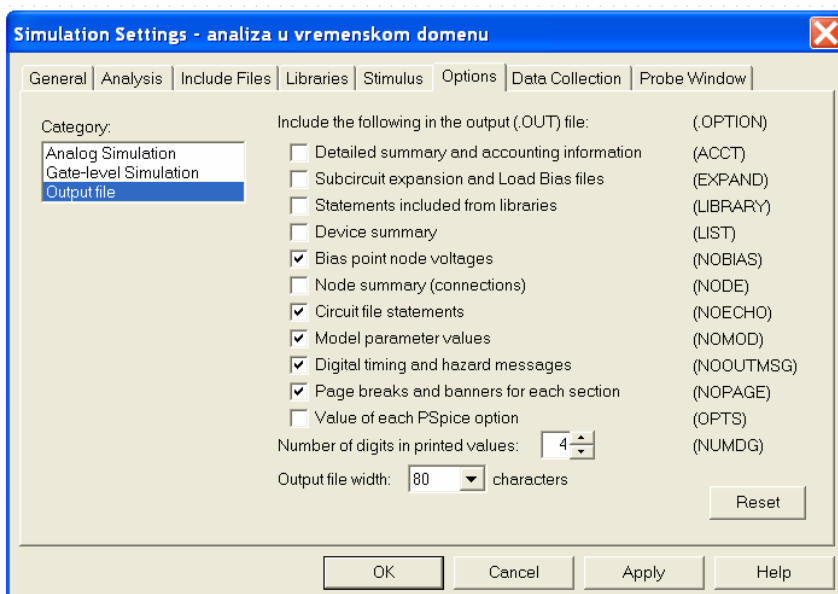 Simulation Settings - analiza u vremenskom domenu
General Analysis Include Files Libraries Stimulus Options Data Collection Probe Window
Category:
Analog Simulation
Gate-level Simulation
Output file
Include the following in the output (.OUT) file: (.OPTION)
Detailed summary and accounting information (ACCT)
Subcircuit expansion and Load Bias files (EXPAND)
Statements included from libraries (LIBRARY)
Device summary (LIST)
Bias point node voltages (NOBIAS)
Node summary (connections) (NODE)
Circuit file statements (NOECHO)
Model parameter values (NOMOD)
Digital timing and hazard messages (NOOUTMSG)
Page breaks and banners for each section (NOPAGE)
Value of each PSpice option (OPTS)
Number of digits in printed values: 4 (NUMDG)
Output file width: 80 characters
Reset
OK Cancel Apply Help